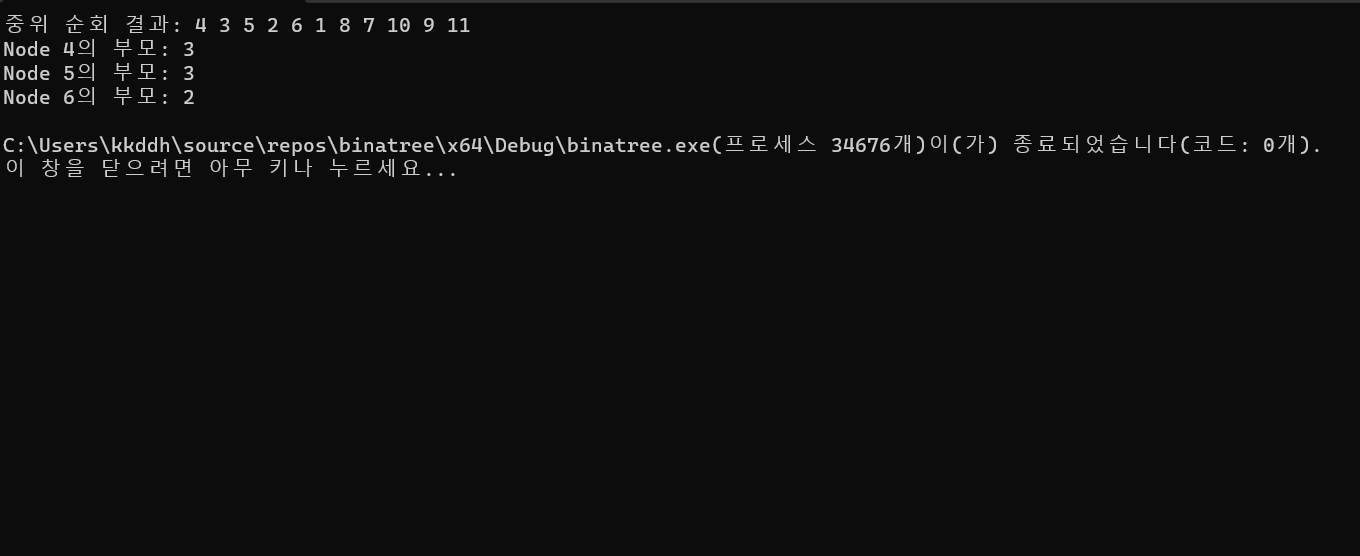 중위 순회 결과: 4 3 5 2 6 1 8 7 10 9 11
Node 4의 부모: 3
Node 5의 부모: 3
Node 6의 부모: 2
C:\Users\kkddh\source\repos\binatree\x64\Debug\binatree.exe(프로세스 34676개)이(가) 종료되었습니다(코드: 0개).
이 창을 닫으려면 아무 키나 누르세요...